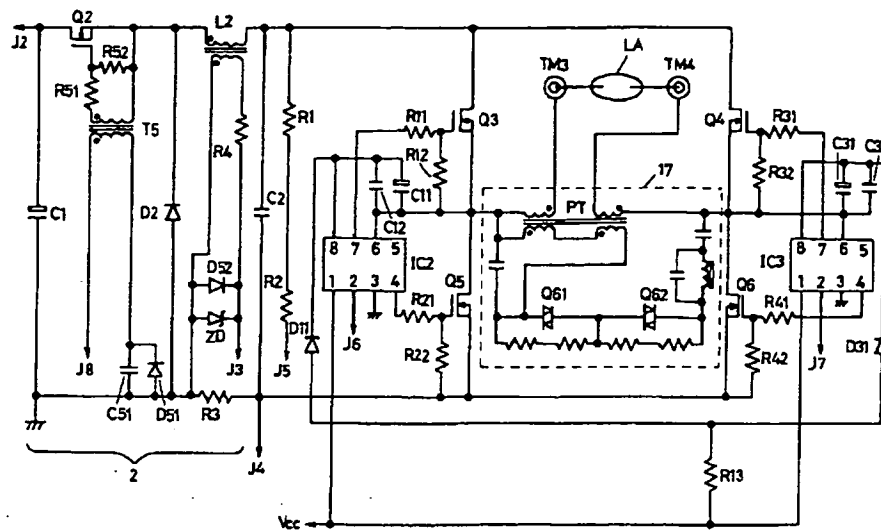 Q2
L2
LA
J2
R52
TM3
TM4
R51
T5
R1
R11
Q3
Q4
R31
R4
R12
C31
R32
17
C1
D2
C2
C12
C11
PT
8 7 6 5
IC2
1 2 3 4
8 7 6 5
IC3
1 2 3 4
R2
D52
ZD
Q5
Q61
Q62
Q6
R21
R41
D11
J6
J7
D31
J8
J3
J5
R22
R42
C51
D51
R3
J4
2
R13
Vcc